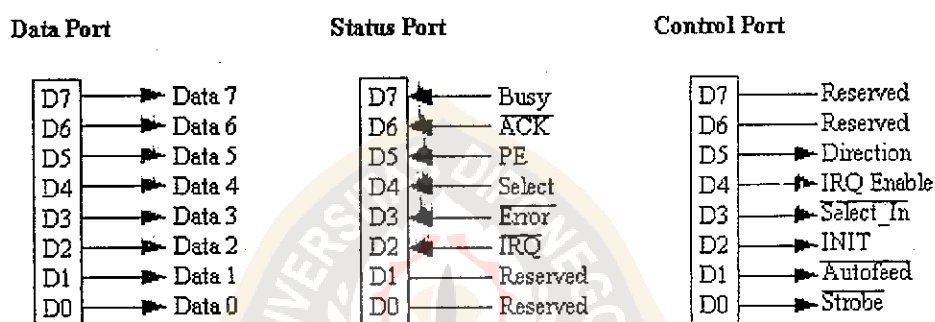 Data Port
D7 Data 7
D6 Data 6
D5 Data 5
D4 Data 4
D3 Data 3
D2 Data 2
D1 Data 1
D0 Data 0
Status Port
D7 Busy
D6 ACK
D5 PE
D4 Select
D3 Error
D2 IRQ
D1 Reserved
D0 Reserved
Control Port
D7 Reserved
D6 Reserved
D5 Direction
D4 IRQ Enable
D3 Select_In
D2 INIT
D1 Autofeed
D0 Strobe